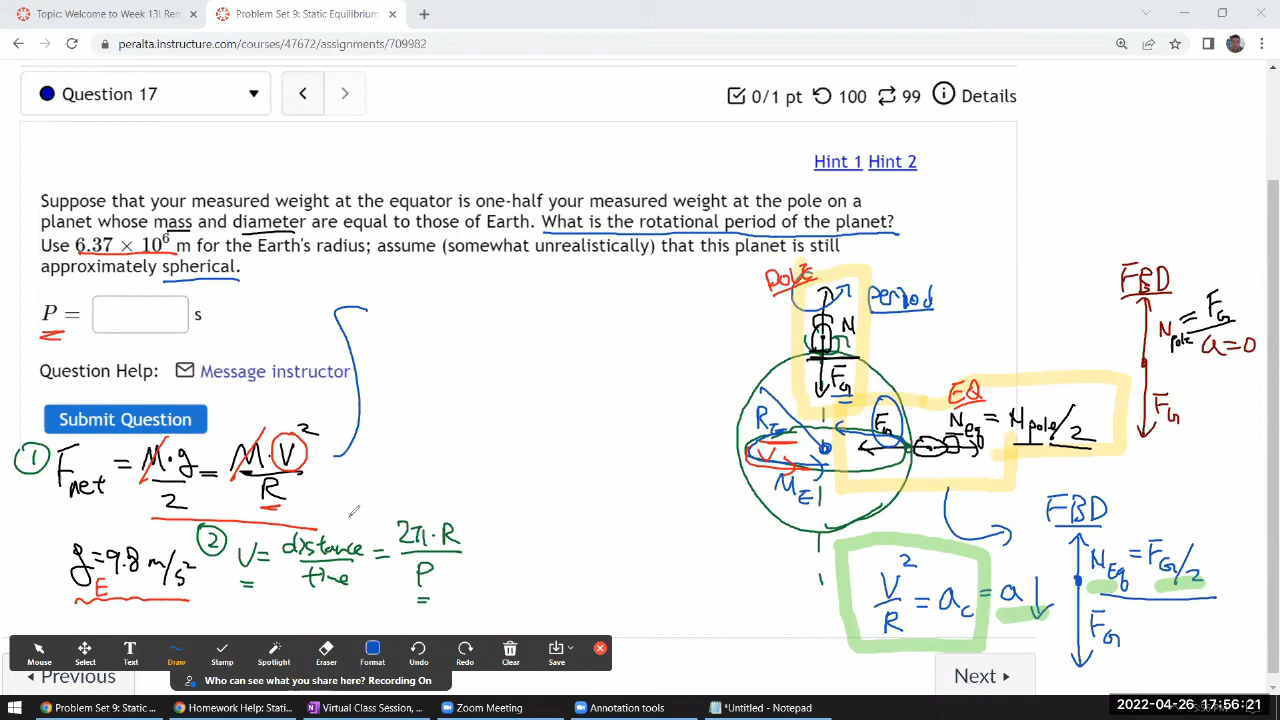 Topic: Welcome to Week 13! Rem
Problem Set 9: Static Equilibrium
peralta.instructure.com/courses/47672/assignments/709982
Question 17
0/1 pt 100 99 Details
Hint 1 Hint 2
Suppose that your measured weight at the equator is one-half your measured weight at the pole on a
planet whose mass and diameter are equal to those of Earth. What is the rotational period of the planet?
Use 6.37 × 10^6 m for the Earth's radius; assume (somewhat unrealistically) that this planet is still
approximately spherical.
P = s
Question Help: Message instructor
Submit Question
pole
period
N
F_G
FBD
N_pole = F_G
a=0
F_G
EQ
R_E
F_G
N_eq = N_pole/2
V
M_E
① F_net = M·g/2 = M·V²/R
g_E = 9.8 m/s²
② V = distance/time = 2π·R/P
FBD
N_Eq = F_G/2
F_G
V²/R = a_c = a↓
Mouse Select Text Draw Stamp Spotlight Eraser Format Undo Redo Clear Save
Who can see what you share here? Recording On
Previous
Next
Problem Set 9: Static ...
Homework Help: Stati...
Virtual Class Session, ...
Zoom Meeting
Annotation tools
*Untitled - Notepad
2022-04-26 17:56:21